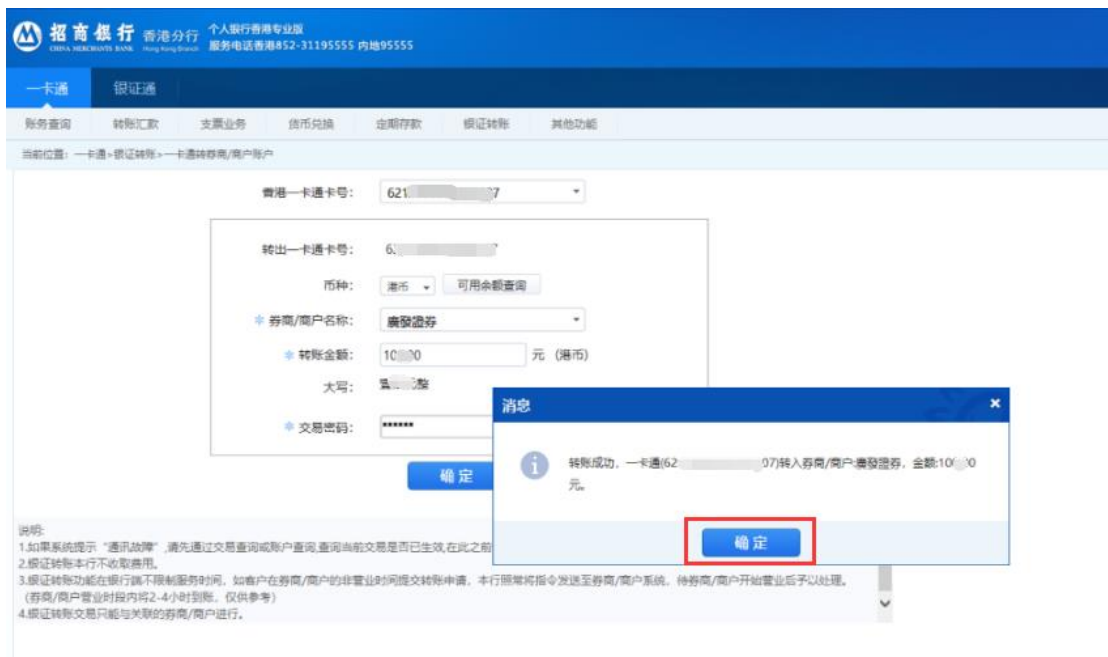 招商银行 香港分行 个人银行香港专业版
CHINA MERCHANTS BANK Hong Kong Branch 服务电话香港852-31195555 内地95555
一卡通 银证通
账务查询 转账汇款 支票业务 货币兑换 定期存款 银证转账 其他功能
当前位置：一卡通>银证转账>一卡通转券商/商户账户
香港一卡通卡号： 621 7
转出一卡通卡号： 6 7
币种： 港币 可用余额查询
* 券商/商户名称： 廣發證券
* 转账金额： 10 00 元 (港币)
大写： 整
* 交易密码： ******
确 定
消息 ×
转账成功，一卡通(62 07)转入券商/商户:廣發證券，金额:10 0
元。
确 定
说明:
1.如果系统提示“通讯故障”,请先通过交易查询或账户查询,查询当前交易是否已生效,在此之前
2.银证转账本行不收取费用。
3.银证转账功能在银行端不限制服务时间，如客户在券商/商户的非营业时间提交转账申请，本行照常将指令发送至券商/商户系统，待券商/商户开始营业后予以处理。
(券商/商户营业时段内将2-4小时到账，仅供参考)
4.银证转账交易只能与关联的券商/商户进行。